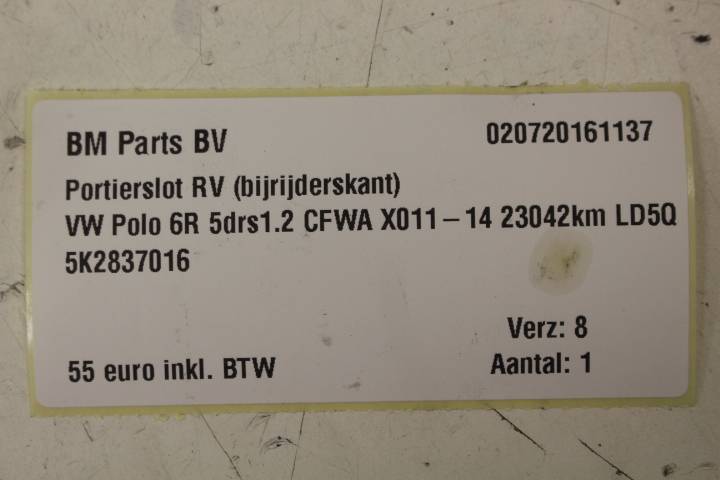 BM Parts BV 020720161137
Portierslot RV (bijrijderskant)
VW Polo 6R 5drs1.2 CFWA X011-14 23042km LD5Q
5K2837016
Verz: 8
55 euro inkl. BTW Aantal: 1